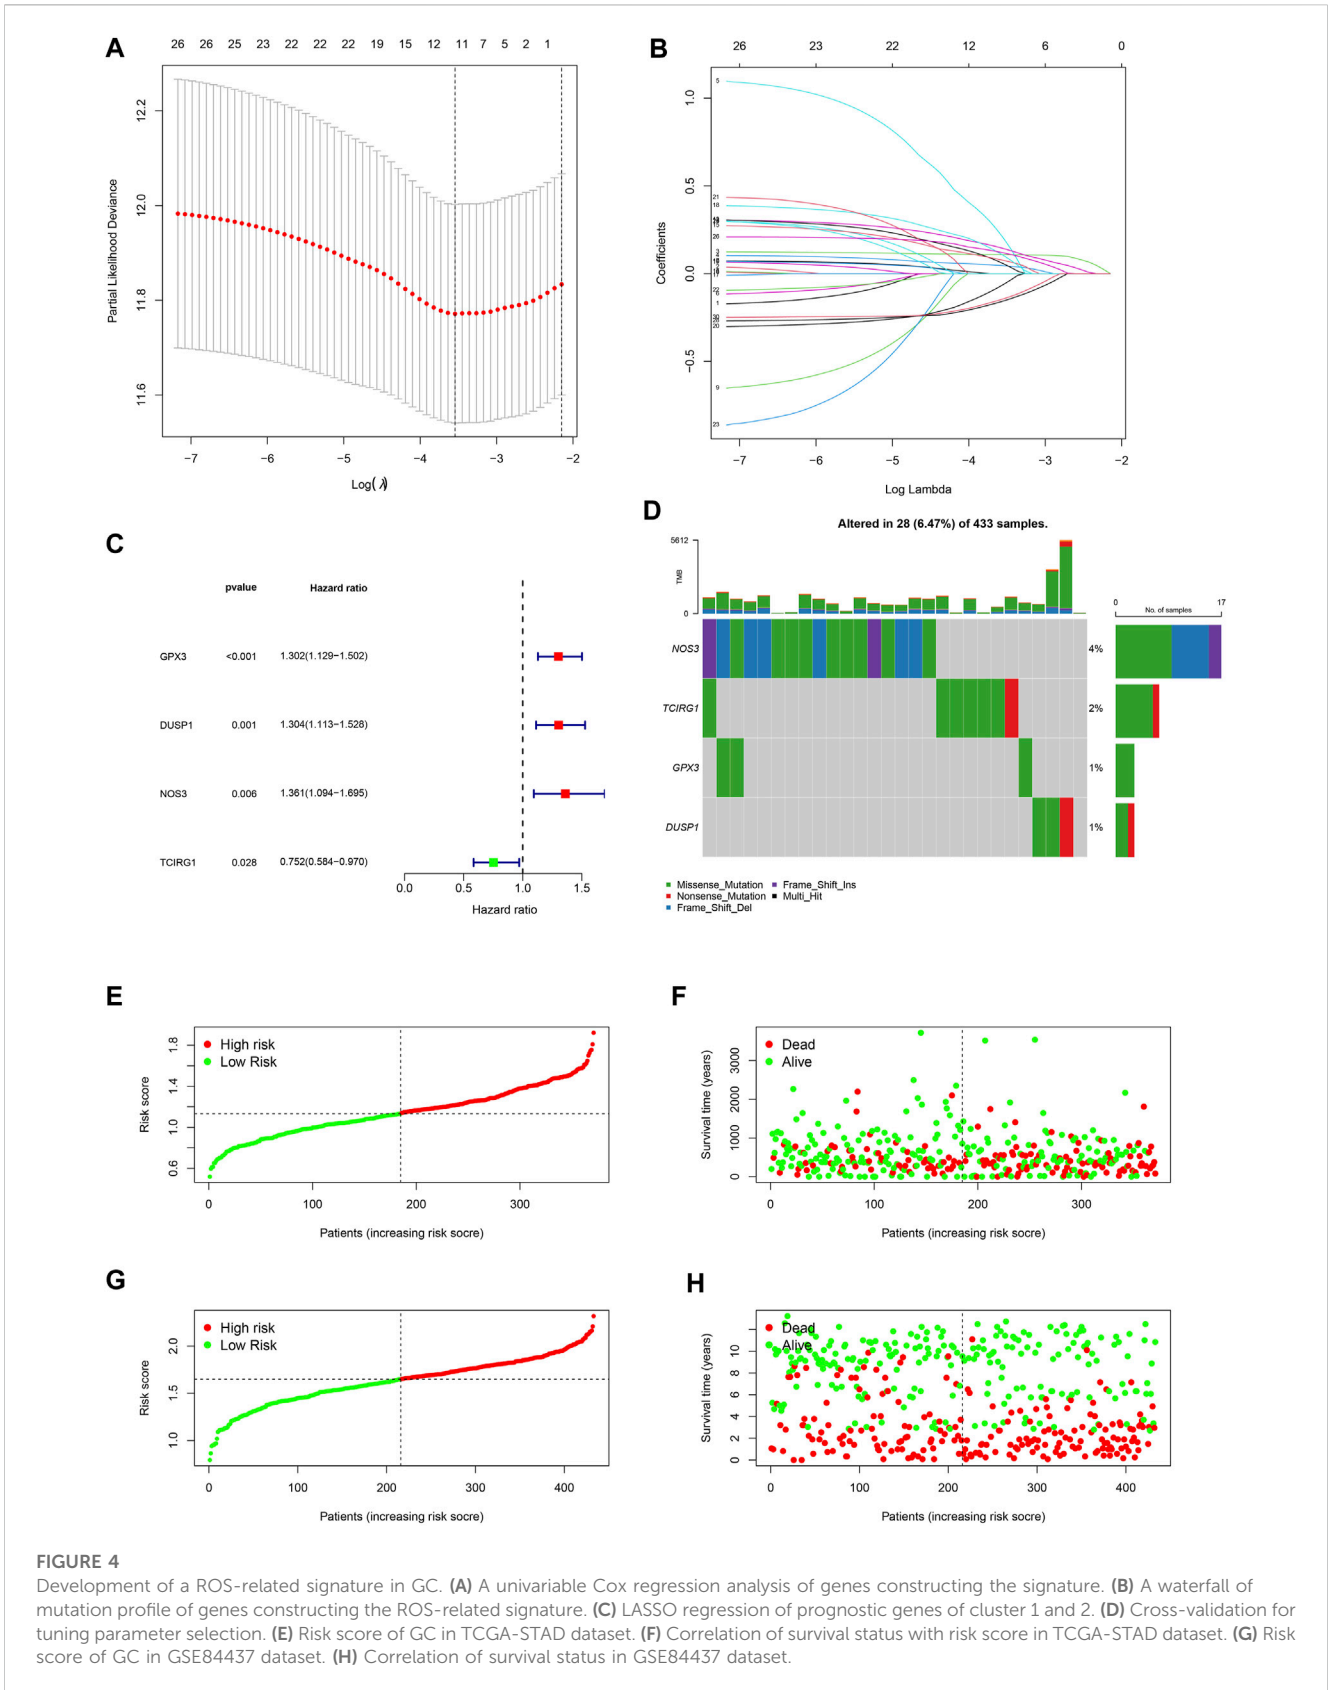 A
26 26 25 23 22 22 22 19 15 12 11 7 5 2 1
12.2
12.0
11.8
11.6
Partial Likelihood Deviance
−7 −6 −5 −4 −3 −2
Log(λ)
B
26 23 22 12 6 0
1.0
0.5
0.0
−0.5
Coefficients
5
21
18
26
22
6
1
20
9
23
−7 −6 −5 −4 −3 −2
Log Lambda
C
pvalue Hazard ratio
GPX3 <0.001 1.302(1.129−1.502)
DUSP1 0.001 1.304(1.113−1.528)
NOS3 0.006 1.361(1.094−1.695)
TCIRG1 0.028 0.752(0.584−0.970)
0.0 0.5 1.0 1.5
Hazard ratio
D
Altered in 28 (6.47%) of 433 samples.
5612
TMB
0
0 17
No. of samples
NOS3 4%
TCIRG1 2%
GPX3 1%
DUSP1 1%
Missense_Mutation Frame_Shift_Ins
Nonsense_Mutation Multi_Hit
Frame_Shift_Del
E
High risk
Low Risk
1.8
1.4
1.0
0.6
Risk score
0 100 200 300
Patients (increasing risk socre)
F
Dead
Alive
3000
2000
1000
0
Survival time (years)
0 100 200 300
Patients (increasing risk socre)
G
High risk
Low Risk
2.0
1.5
1.0
Risk score
0 100 200 300 400
Patients (increasing risk socre)
H
Dead
Alive
10
8
6
4
2
0
Survival time (years)
0 100 200 300 400
Patients (increasing risk socre)
FIGURE 4
Development of a ROS-related signature in GC. (A) A univariable Cox regression analysis of genes constructing the signature. (B) A waterfall of
mutation profile of genes constructing the ROS-related signature. (C) LASSO regression of prognostic genes of cluster 1 and 2. (D) Cross-validation for
tuning parameter selection. (E) Risk score of GC in TCGA-STAD dataset. (F) Correlation of survival status with risk score in TCGA-STAD dataset. (G) Risk
score of GC in GSE84437 dataset. (H) Correlation of survival status in GSE84437 dataset.